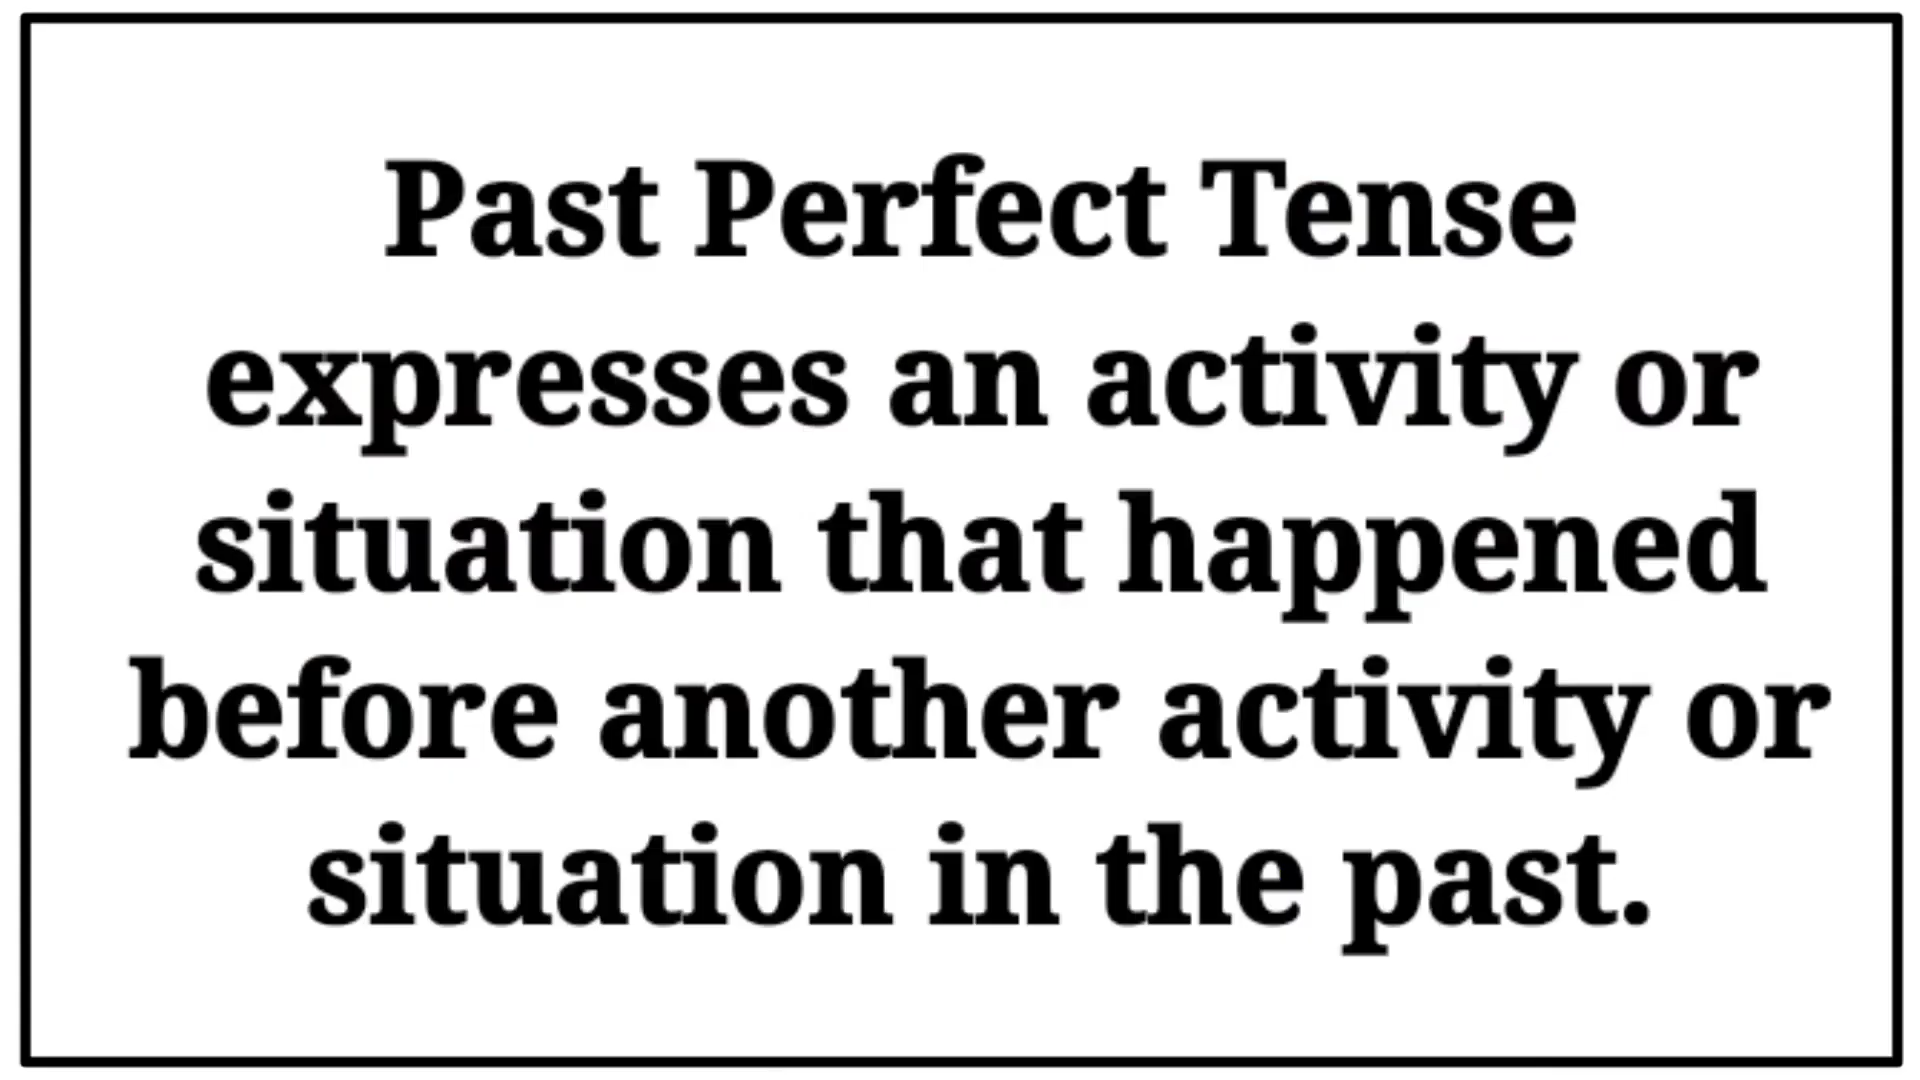 Past Perfect Tense
expresses an activity or
situation that happened
before another activity or
situation in the past.